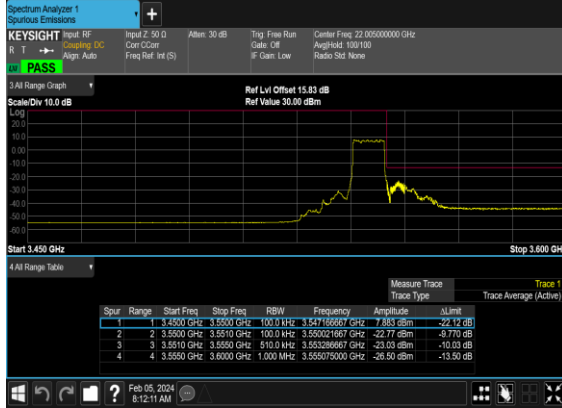 Spectrum Analyzer 1
Spurious Emissions
KEYSIGHT Input: RF Input Z: 50 Ω Atten: 30 dB Trig: Free Run Center Freq: 22.005000000 GHz
R T Coupling: DC Corr CCorr Gate: Off Avg|Hold: 100/100
Align: Auto Freq Ref: Int (S) IF Gain: Low Radio Std: None
PASS
3 All Range Graph
Ref Lvl Offset 15.83 dB
Scale/Div 10.0 dB Ref Value 30.00 dBm
Log
20.0
10.0
0.00
-10.0
-20.0
-30.0
-40.0
-50.0
-60.0
Start 3.450 GHz Stop 3.600 GH
4 All Range Table
Measure Trace Trace 1
Trace Type Trace Average (Active)
Spur Range Start Freq Stop Freq RBW Frequency Amplitude ΔLimit
1 1 3.4500 GHz 3.5500 GHz 100.0 kHz 3.547166667 GHz 7.883 dBm -22.12 dB
2 2 3.5500 GHz 3.5510 GHz 100.0 kHz 3.550021667 GHz -22.77 dBm -9.770 dB
3 3 3.5510 GHz 3.5550 GHz 510.0 kHz 3.553286667 GHz -23.03 dBm -10.03 dB
4 4 3.5550 GHz 3.6000 GHz 1.000 MHz 3.555075000 GHz -26.50 dBm -13.50 dB
Feb 05, 2024
8:12:11 AM